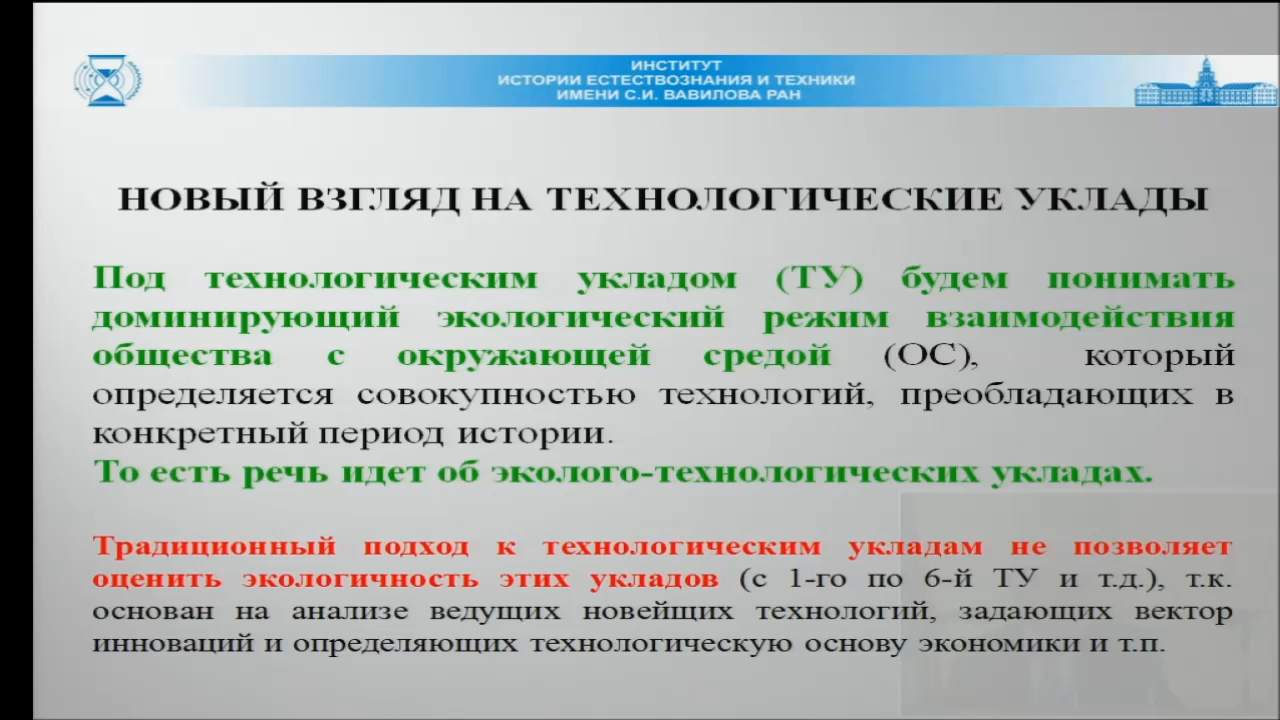 ИНСТИТУТ
ИСТОРИИ ЕСТЕСТВОЗНАНИЯ И ТЕХНИКИ
ИМЕНИ С.И. ВАВИЛОВА РАН
НОВЫЙ ВЗГЛЯД НА ТЕХНОЛОГИЧЕСКИЕ УКЛАДЫ
Под технологическим укладом (ТУ) будем понимать
доминирующий экологический режим взаимодействия
общества с окружающей средой (ОС), который
определяется совокупностью технологий, преобладающих в
конкретный период истории.
То есть речь идет об эколого-технологических укладах.
Традиционный подход к технологическим укладам не позволяет
оценить экологичность этих укладов (с 1-го по 6-й ТУ и т.д.), т.к.
основан на анализе ведущих новейщих технологий, задающих вектор
инноваций и определяющих технологическую основу экономики и т.п.